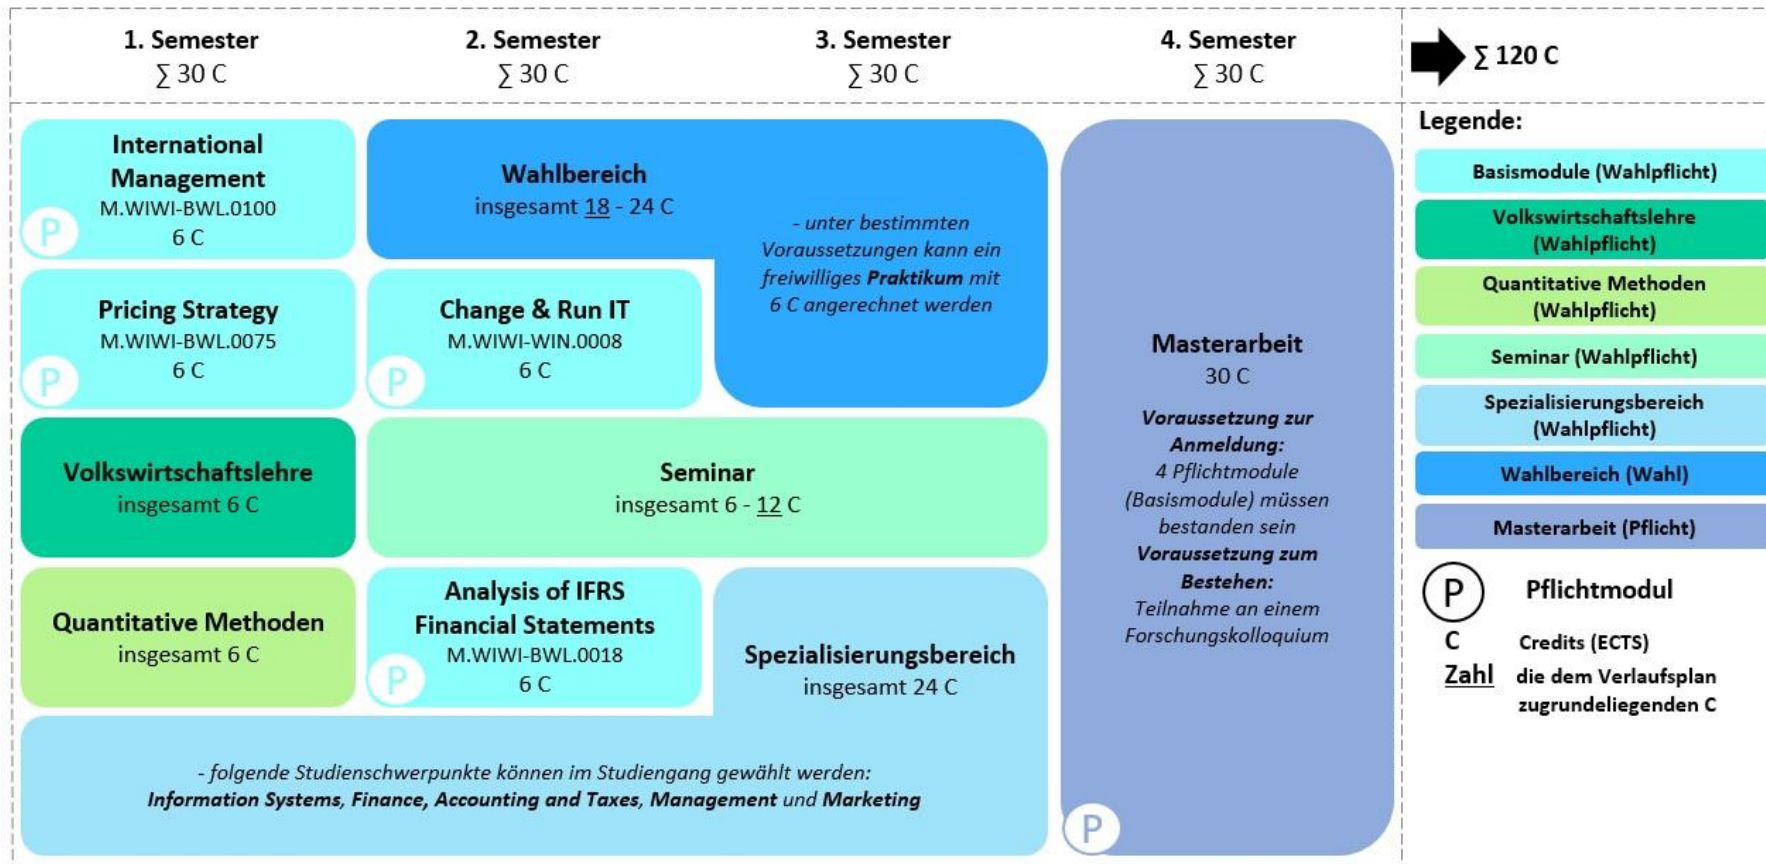 1. Semester
∑ 30 C
2. Semester
∑ 30 C
3. Semester
∑ 30 C
4. Semester
∑ 30 C
∑ 120 C
International
Management
M.WIWI-BWL.0100
6 C
P
Pricing Strategy
M.WIWI-BWL.0075
6 C
P
Volkswirtschaftslehre
insgesamt 6 C
Quantitative Methoden
insgesamt 6 C
Wahlbereich
insgesamt 18 - 24 C
- unter bestimmten
Voraussetzungen kann ein
freiwilliges Praktikum mit
6 C angerechnet werden
Change & Run IT
M.WIWI-WIN.0008
6 C
P
Seminar
insgesamt 6 - 12 C
Analysis of IFRS
Financial Statements
M.WIWI-BWL.0018
6 C
P
Spezialisierungsbereich
insgesamt 24 C
- folgende Studienschwerpunkte können im Studiengang gewählt werden:
Information Systems, Finance, Accounting and Taxes, Management und Marketing
Masterarbeit
30 C
Voraussetzung zur
Anmeldung:
4 Pflichtmodule
(Basismodule) müssen
bestanden sein
Voraussetzung zum
Bestehen:
Teilnahme an einem
Forschungskolloquium
P
Legende:
Basismodule (Wahlpflicht)
Volkswirtschaftslehre
(Wahlpflicht)
Quantitative Methoden
(Wahlpflicht)
Seminar (Wahlpflicht)
Spezialisierungsbereich
(Wahlpflicht)
Wahlbereich (Wahl)
Masterarbeit (Pflicht)
P Pflichtmodul
C Credits (ECTS)
Zahl die dem Verlaufsplan
zugrundeliegenden C